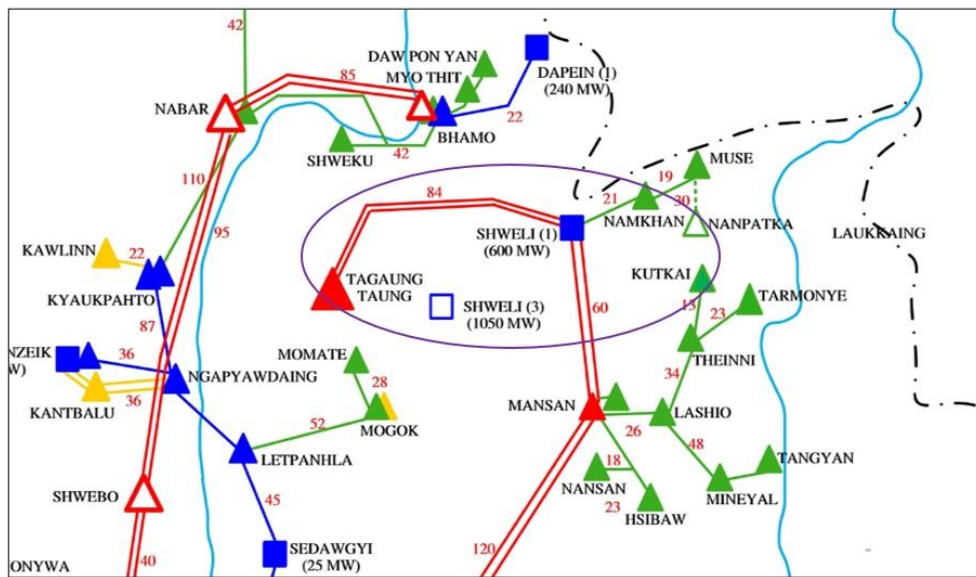 42
DAW PON YAN
MYO THIT
DAPEIN (1)
(240 MW)
85
NABAR
BHAMO
22
SHWEKU
42
MUSE
19
110
84
21
30
NAMKHAN
NANPATKA
95
SHWELI (1)
(600 MW)
LAUKKAING
KAWLINN
22
TAGAUNG
TAUNG
KUTKAI
KYAUKPAHTO
SHWELI (3)
(1050 MW)
60
13
23
TARMONYE
87
THEINNI
NZEIK
W)
36
MOMATE
34
NGAPYAWDAING
28
KANTBALU
36
MANSAN
LASHIO
MOGOK
26
52
48
LETPANHLA
TANGYAN
18
NANSAN
MINEYAL
SHWEBO
45
23
HSIBAW
SEDAWGYI
(25 MW)
120
ONYWA
40